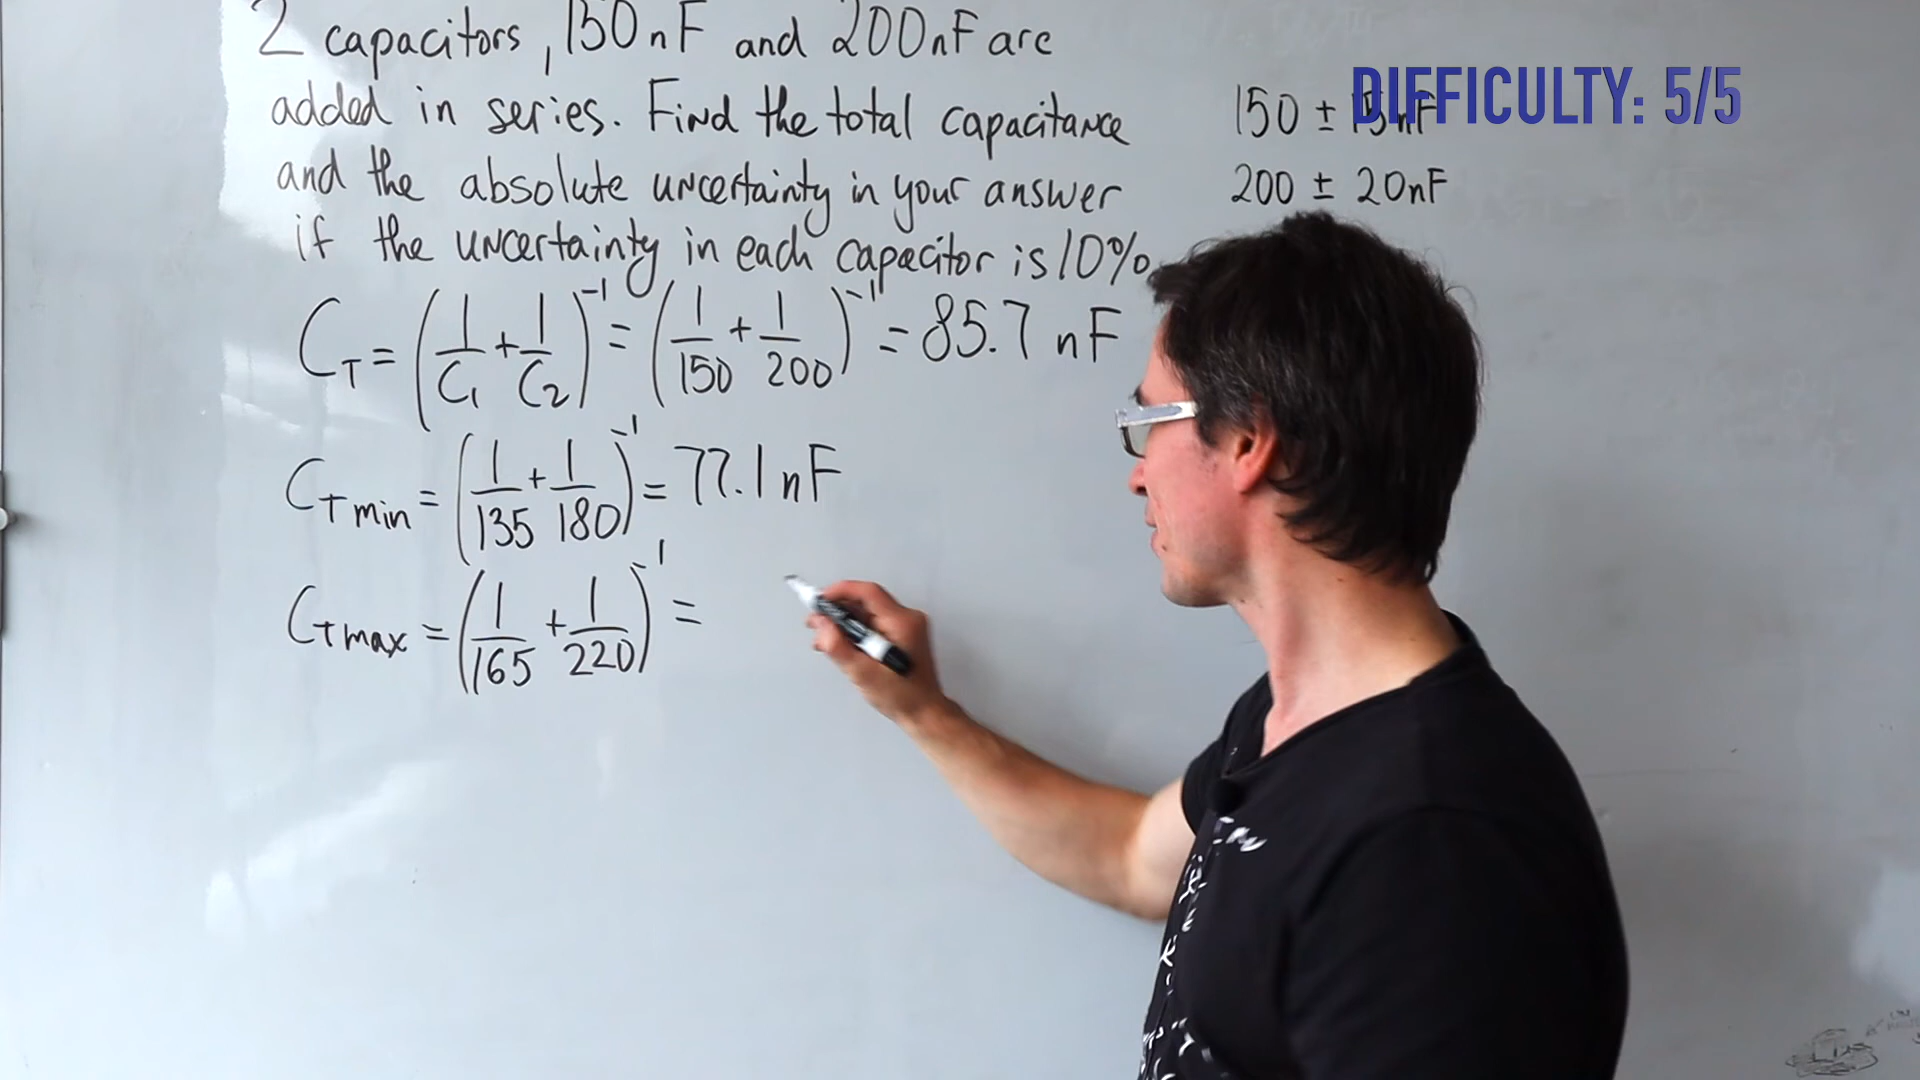 2 capacitors, 150nF and 200nF are
added in series. Find the total capacitance
and the absolute uncertainty in your answer
if the uncertainty in each capacitor is 10%.
DIFFICULTY: 5/5
150 ± 15nF
200 ± 20nF
C_T = (1/C₁ + 1/C₂)⁻¹ = (1/150 + 1/200)⁻¹ = 85.7 nF
C_T min = (1/135 + 1/180)⁻¹ = 77.1 nF
C_T max = (1/165 + 1/220)⁻¹ =